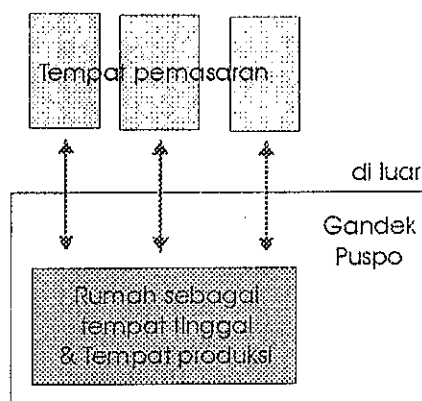 Tempat pemasaran
di luar
Gandek
Puspo
Rumah sebagai
tempat tinggal
& Tempat produksi